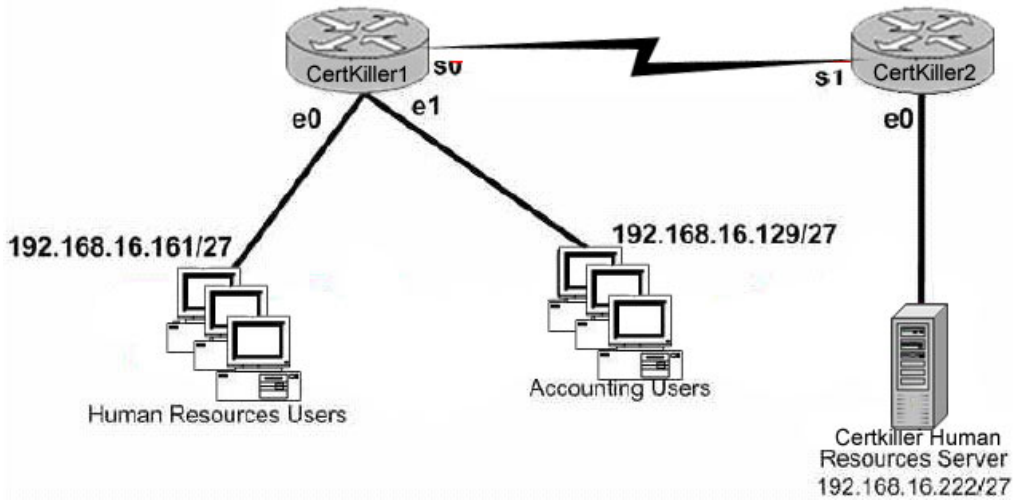 CertKiller1
s0
s1
CertKiller2
e0
e1
e0
192.168.16.161/27
192.168.16.129/27
Human Resources Users
Accounting Users
Certkiller Human
Resources Server
192.168.16.222/27